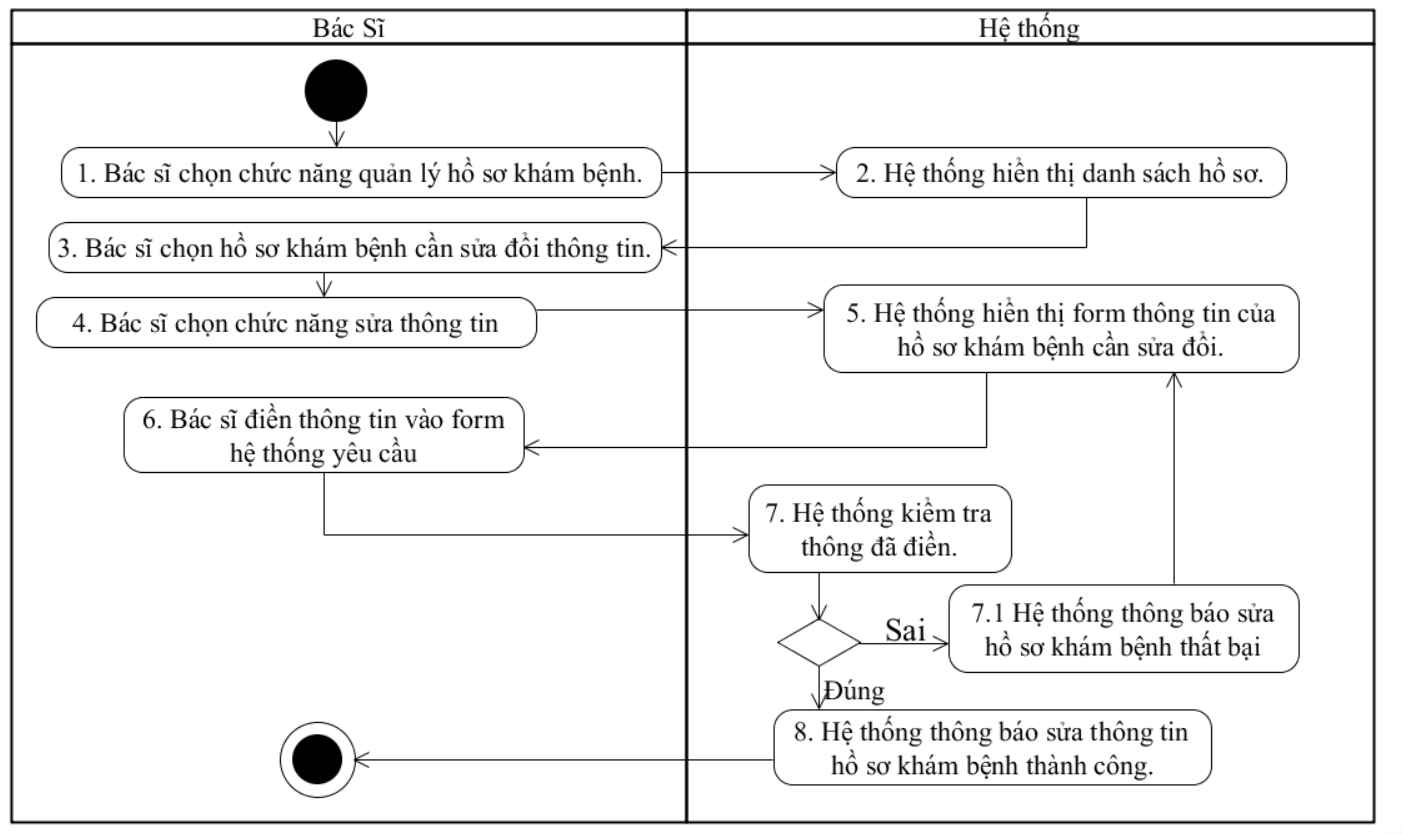 Bác Sĩ
Hệ thống
1. Bác sĩ chọn chức năng quản lý hồ sơ khám bệnh.
2. Hệ thống hiển thị danh sách hồ sơ.
3. Bác sĩ chọn hồ sơ khám bệnh cần sửa đổi thông tin.
4. Bác sĩ chọn chức năng sửa thông tin
5. Hệ thống hiển thị form thông tin của
hồ sơ khám bệnh cần sửa đổi.
6. Bác sĩ điền thông tin vào form
hệ thống yêu cầu
7. Hệ thống kiểm tra
thông đã điền.
Sai
7.1 Hệ thống thông báo sửa
hồ sơ khám bệnh thất bại
Đúng
8. Hệ thống thông báo sửa thông tin
hồ sơ khám bệnh thành công.